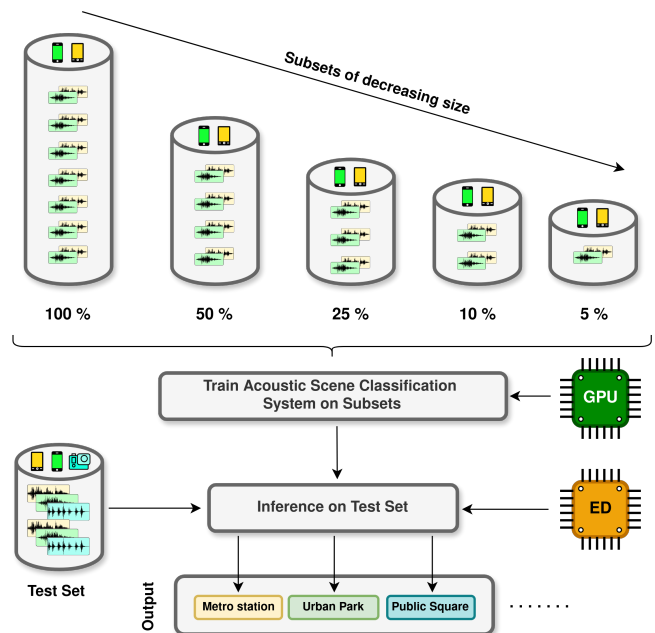 Subsets of decreasing size
100 %
50 %
25 %
10 %
5 %
Train Acoustic Scene Classification
System on Subsets
GPU
Inference on Test Set
ED
Test Set
Output
Metro station
Urban Park
Public Square
.......